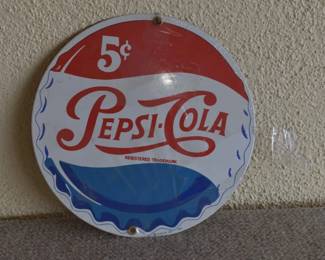 5¢
PEPSI·COLA
REGISTERED TRADEMARK